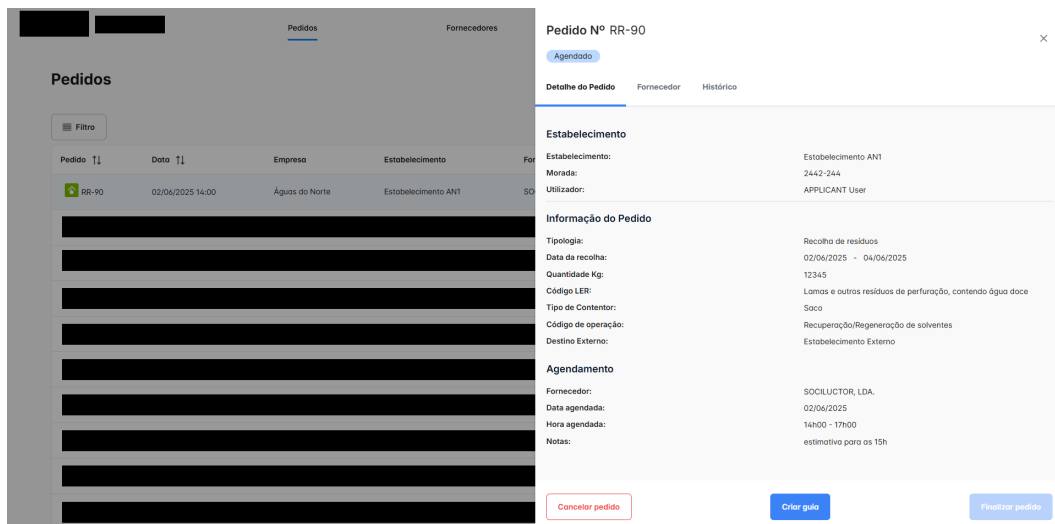 Pedidos Fornecedores
Pedidos
Filtro
Pedido Data Empresa Estabelecimento
RR-90 02/06/2025 14:00 Águas do Norte Estabelecimento AN1
Pedido Nº RR-90
Agendado
Detalhe do Pedido Fornecedor Histórico
Estabelecimento
Estabelecimento: Estabelecimento AN1
Morada: 2442-244
Utilizador: APPLICANT User
Informação do Pedido
Tipologia: Recolha de resíduos
Data da recolha: 02/06/2025 - 04/06/2025
Quantidade Kg: 12345
Código LER: Lamas e outros resíduos de perfuração, contendo água doce
Tipo de Contentor: Saco
Código de operação: Recuperação/Regeneração de solventes
Destino Externo: Estabelecimento Externo
Agendamento
Fornecedor: SOCILUCTOR, LDA.
Data agendada: 02/06/2025
Hora agendada: 14h00 - 17h00
Notas: estimativa para as 15h
Cancelar pedido Criar guia Finalizar pedido